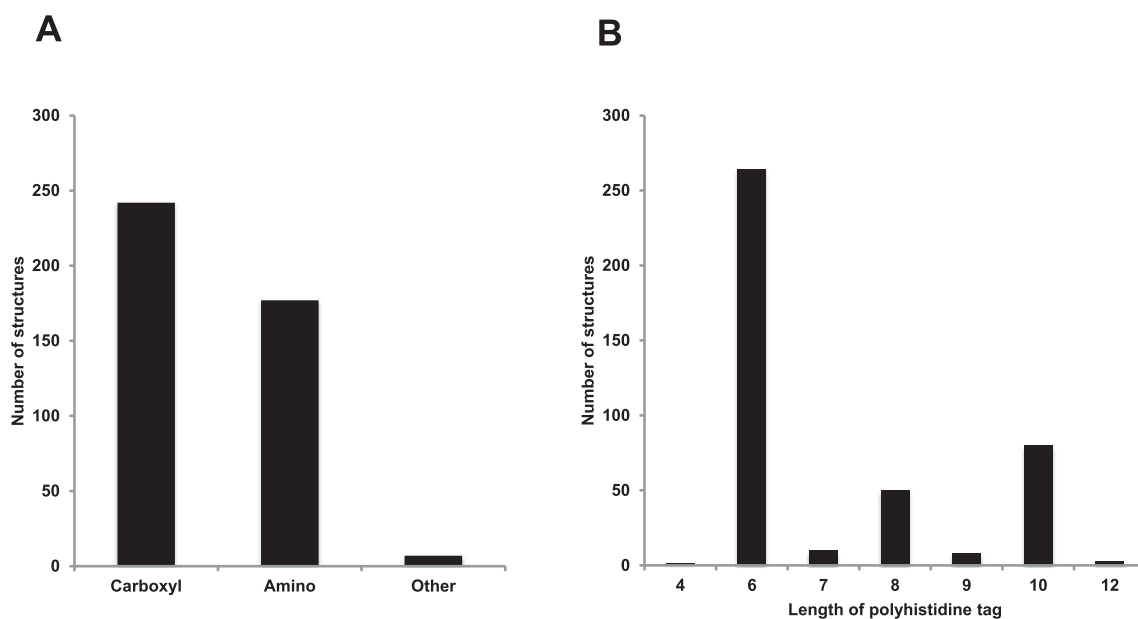 A
Number of structures
300
250
200
150
100
50
0
Carboxyl Amino Other
B
Number of structures
300
250
200
150
100
50
0
4 6 7 8 9 10 12
Length of polyhistidine tag